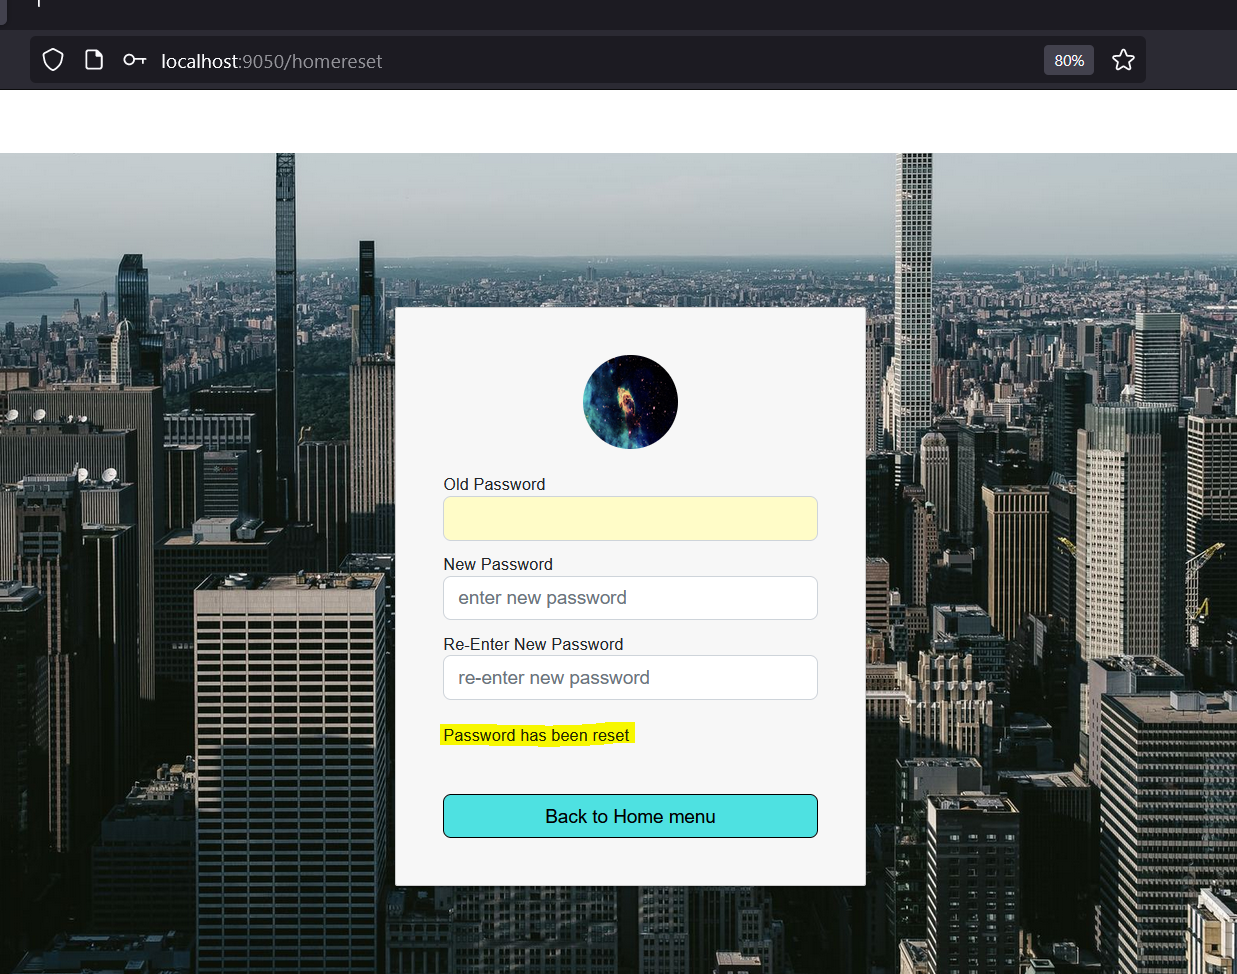 localhost:9050/homereset
80%
Old Password
New Password
enter new password
Re-Enter New Password
re-enter new password
Password has been reset
Back to Home menu